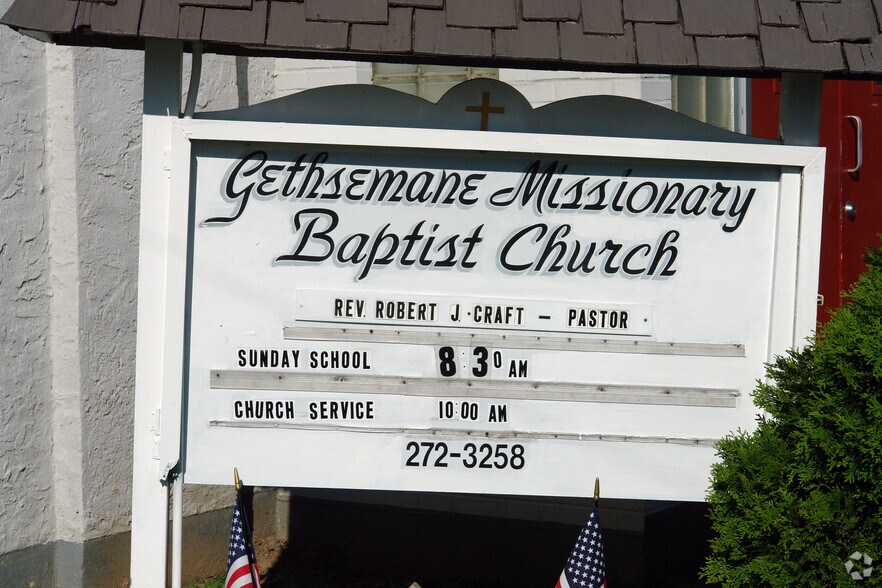 Gethsemane Missionary
Baptist Church
REV. ROBERT J. CRAFT - PASTOR
SUNDAY SCHOOL 8:30 AM
CHURCH SERVICE 10:00 AM
272-3258